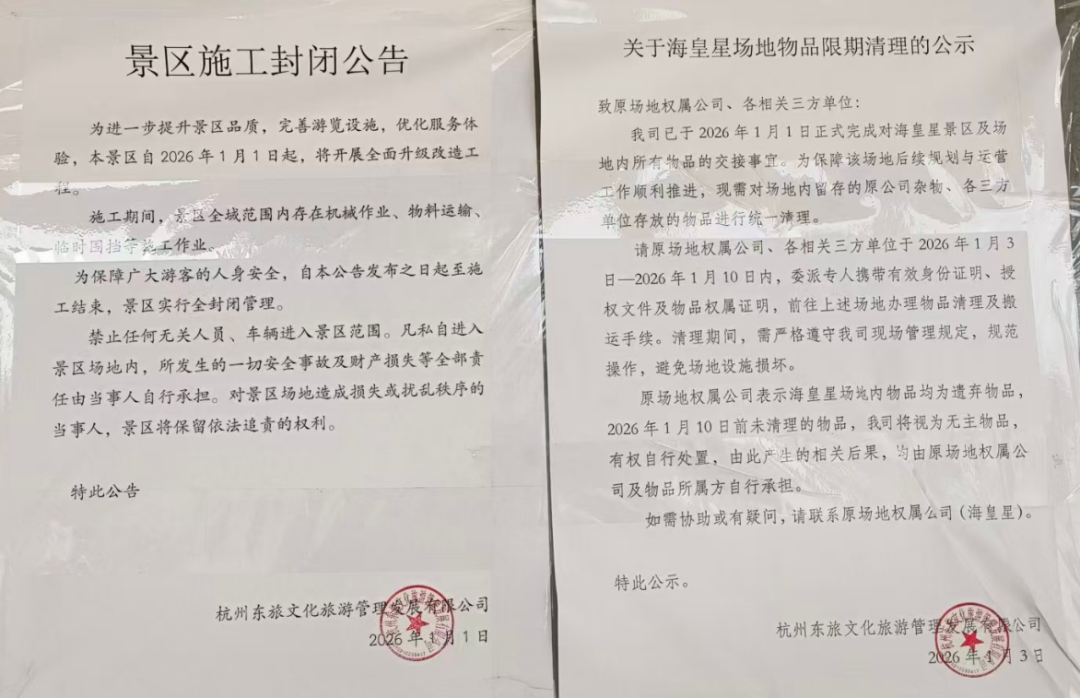 景区施工封闭公告
为进一步提升景区品质，完善游览设施，优化服务体
验，本景区自2026年1月1日起，将开展全面升级改造工
程。
施工期间，景区全域范围内存在机械作业、物料运输、
临时围挡等施工作业。
为保障广大游客的人身安全，自本公告发布之日起至施
工结束，景区实行全封闭管理。
禁止任何无关人员、车辆进入景区范围。凡私自进入
景区场地内，所发生的一切安全事故及财产损失等全部责
任由当事人自行承担。对景区场地造成损失或扰乱秩序的
当事人，景区将保留依法追责的权利。
特此公告
杭州东旅文化旅游管理发展有限公司
2026年1月1日
关于海皇星场地物品限期清理的公示
致原场地权属公司、各相关三方单位：
我司已于2026年1月1日正式完成对海皇星景区及场
地内所有物品的交接事宜。为保障该场地后续规划与运营
工作顺利推进，现需对场地内留存的原公司杂物、各三方
单位存放的物品进行统一清理。
请原场地权属公司、各相关三方单位于2026年1月3
日—2026年1月10日内，委派专人携带有效身份证明、授
权文件及物品权属证明，前往上述场地办理物品清理及搬
运手续。清理期间，需严格遵守我司现场管理规定，规范
操作，避免场地设施损坏。
原场地权属公司表示海皇星场地内物品均为遗弃物品，
2026年1月10日前未清理的物品，我司将视为无主物品，
有权自行处置，由此产生的相关后果，均由原场地权属公
司及物品所属方自行承担。
如需协助或有疑问，请联系原场地权属公司（海皇星）。
特此公示。
杭州东旅文化旅游管理发展有限公司
2026年1月3日